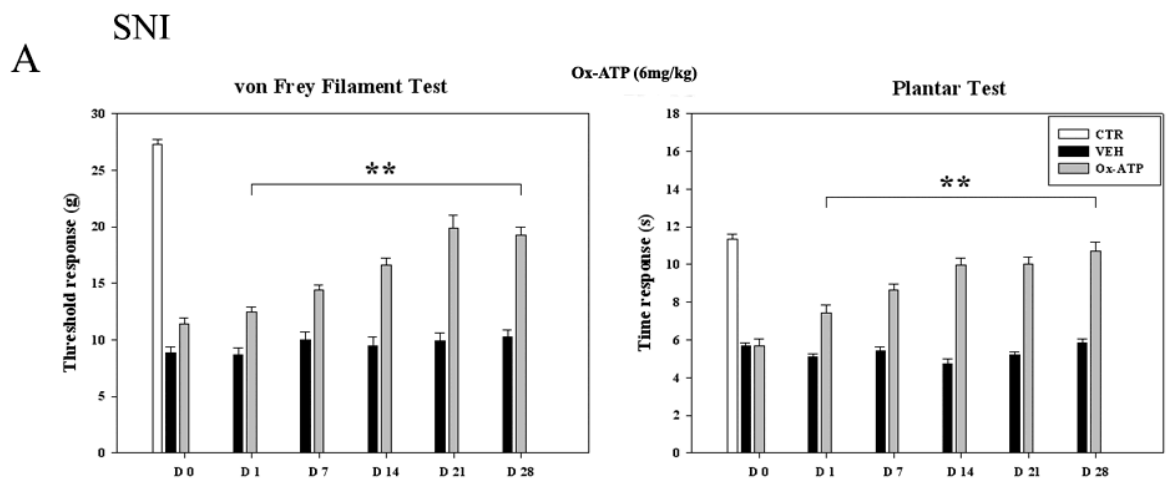 SNI
A
Ox-ATP (6mg/kg)
von Frey Filament Test
Threshold response (g)
30
25
20
15
10
5
0
**
D 0 D 1 D 7 D 14 D 21 D 28
Plantar Test
Time response (s)
18
16
14
12
10
8
6
4
2
0
CTR
VEH
Ox-ATP
**
D 0 D 1 D 7 D 14 D 21 D 28